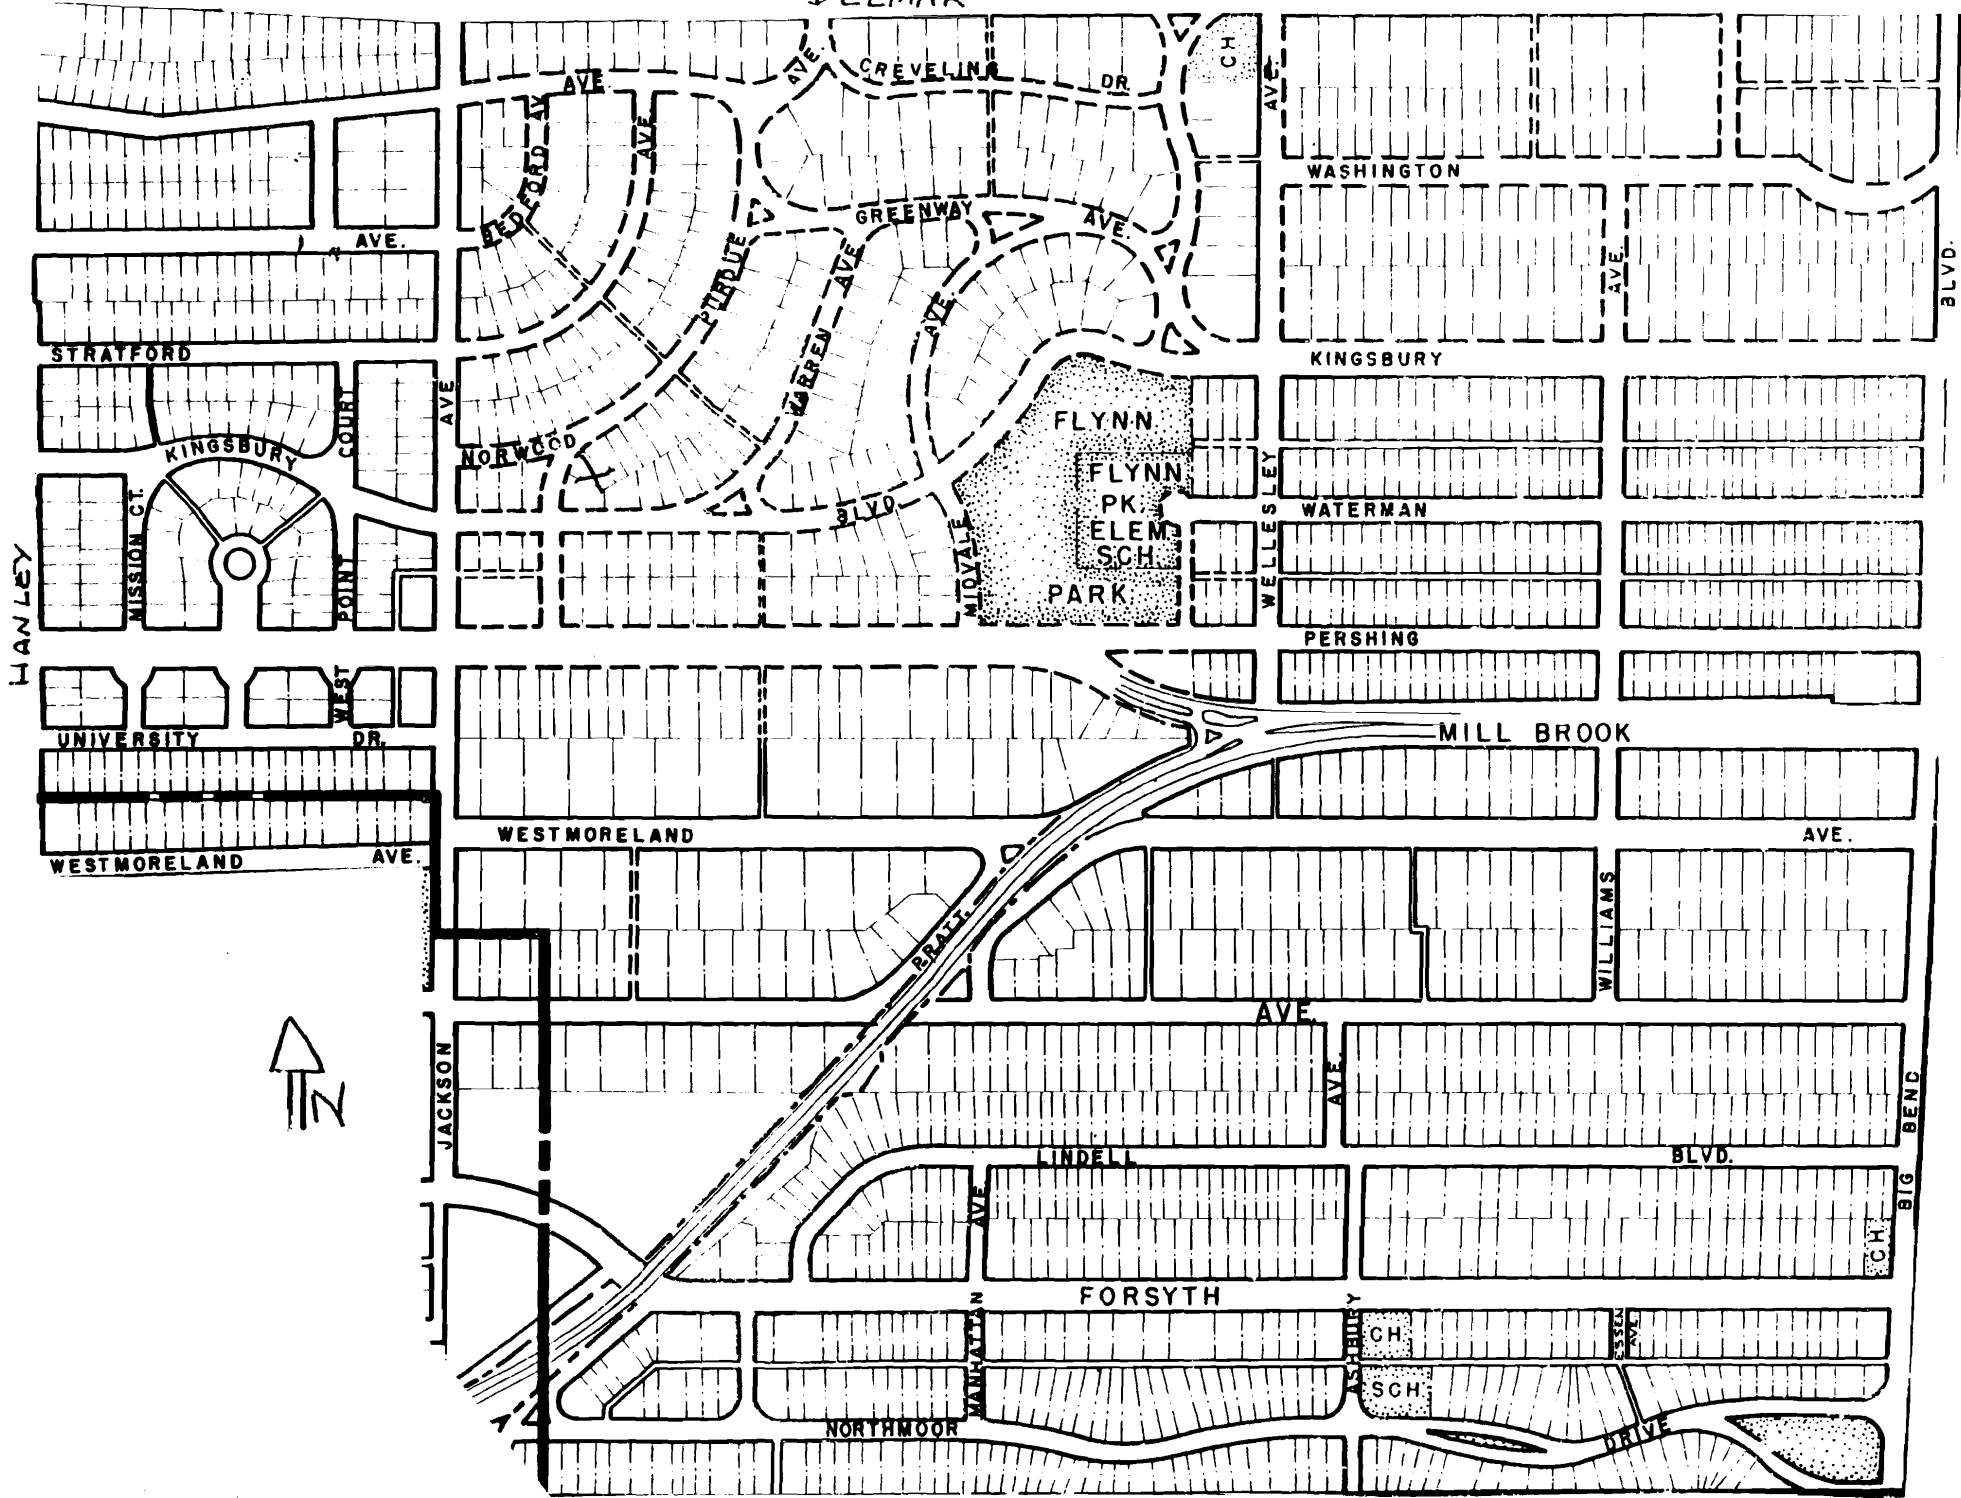 DELMAR
CH
AVE.
CREVELING
DR.
AVE.
AVE.
BEDFORD AV.
AVE.
WASHINGTON
GREENWAY
AVE.
AVE.
PURDUE
AVE.
AVE.
AVE.
BLVD.
STRATFORD
KINGSBURY
COURT
AVE
WARREN
FLYNN
KINGSBURY
NORWOOD
FLYNN
PK.
ELEM
SCH.
PARK
WELLESLEY
WATERMAN
BLVD.
MISSION CT.
HANLEY
POINT
MIDVALE
PERSHING
WEST
UNIVERSITY
DR.
MILL BROOK
WESTMORELAND
AVE.
WESTMORELAND
AVE.
WILLIAMS
PRATT
AVE.
N
JACKSON
AVE.
BIG BEND
LINDELL
BLVD.
AVE.
CH.
FORSYTH
MANHATTAN
ASHBURY
CH.
ESSEN
AVE.
SCH.
NORTHMOOR
DRIVE